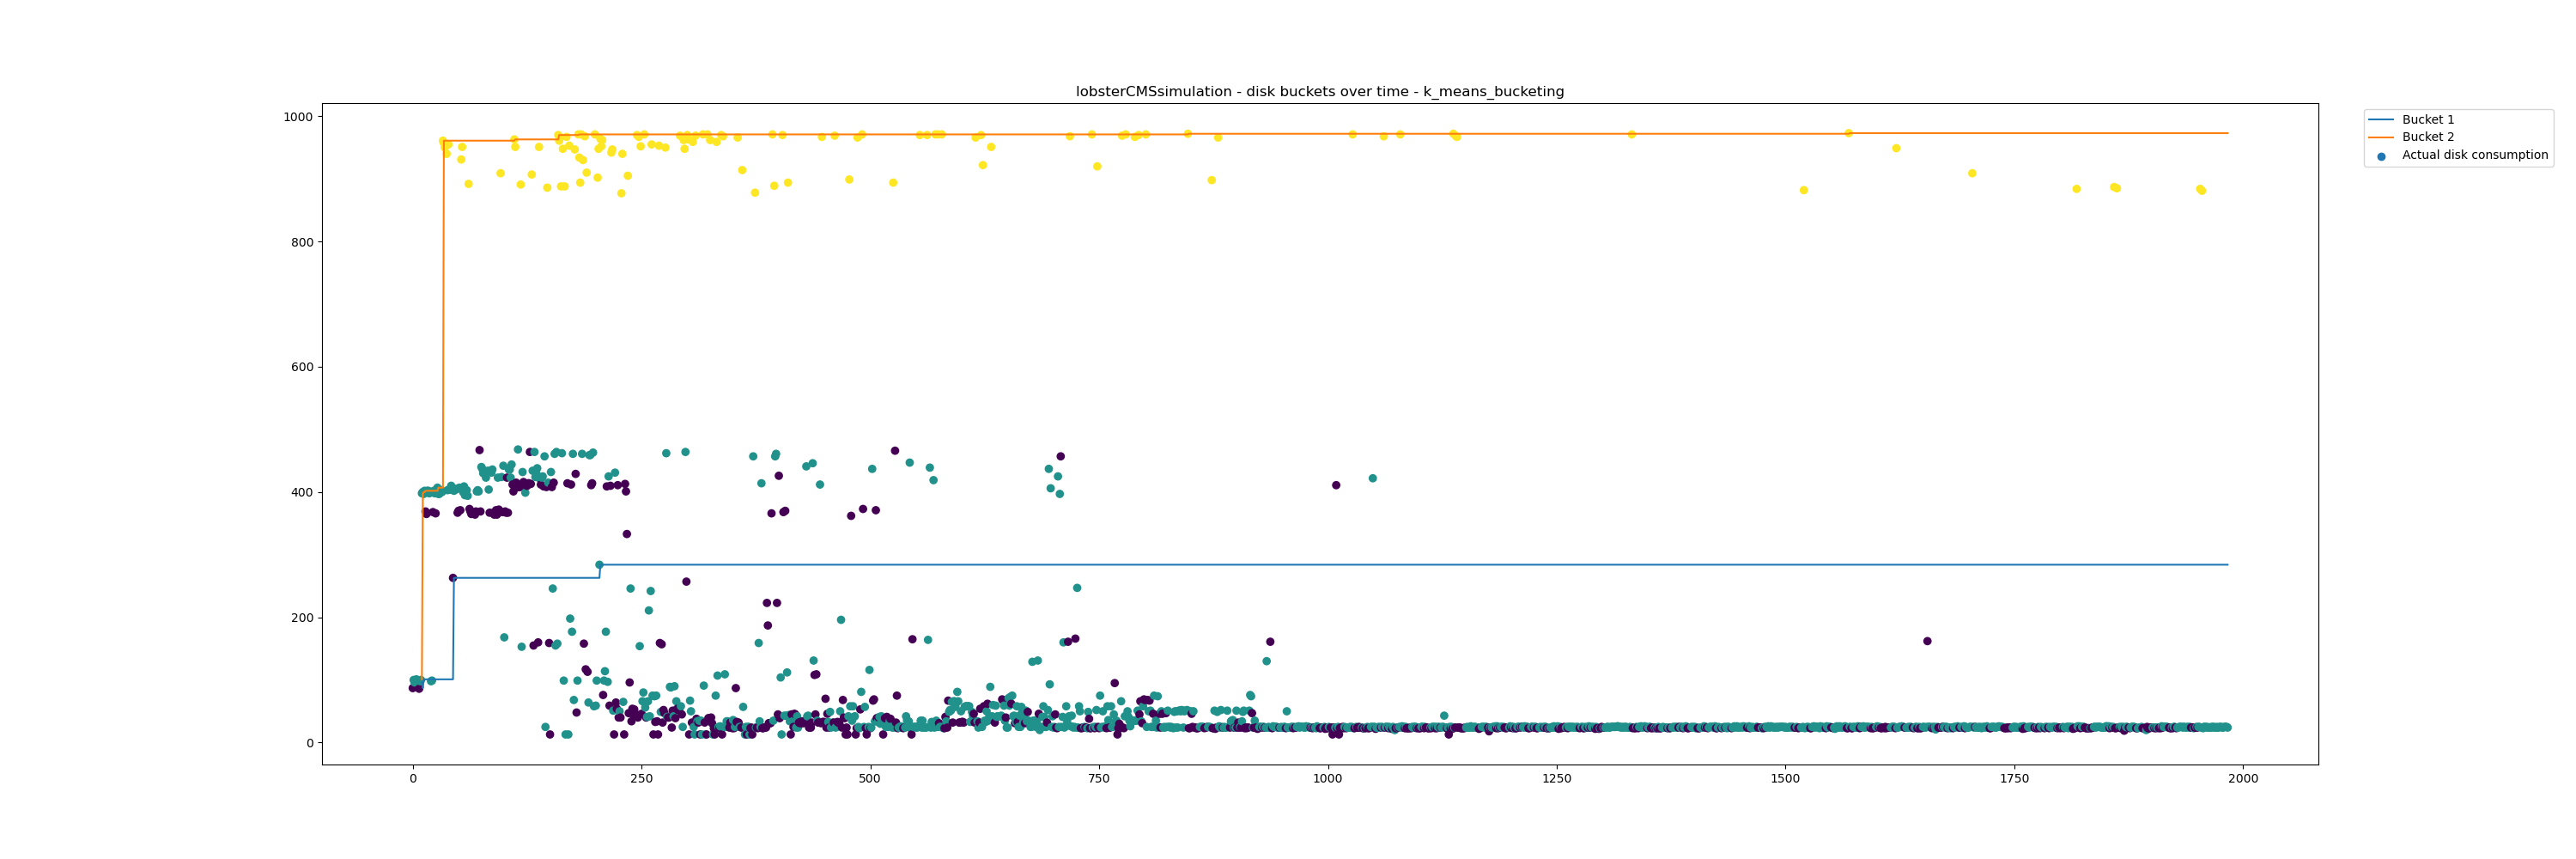 lobsterCMSsimulation - disk buckets over time - k_means_bucketing
Bucket 1
Bucket 2
Actual disk consumption
1000
800
600
400
200
0
0 250 500 750 1000 1250 1500 1750 2000